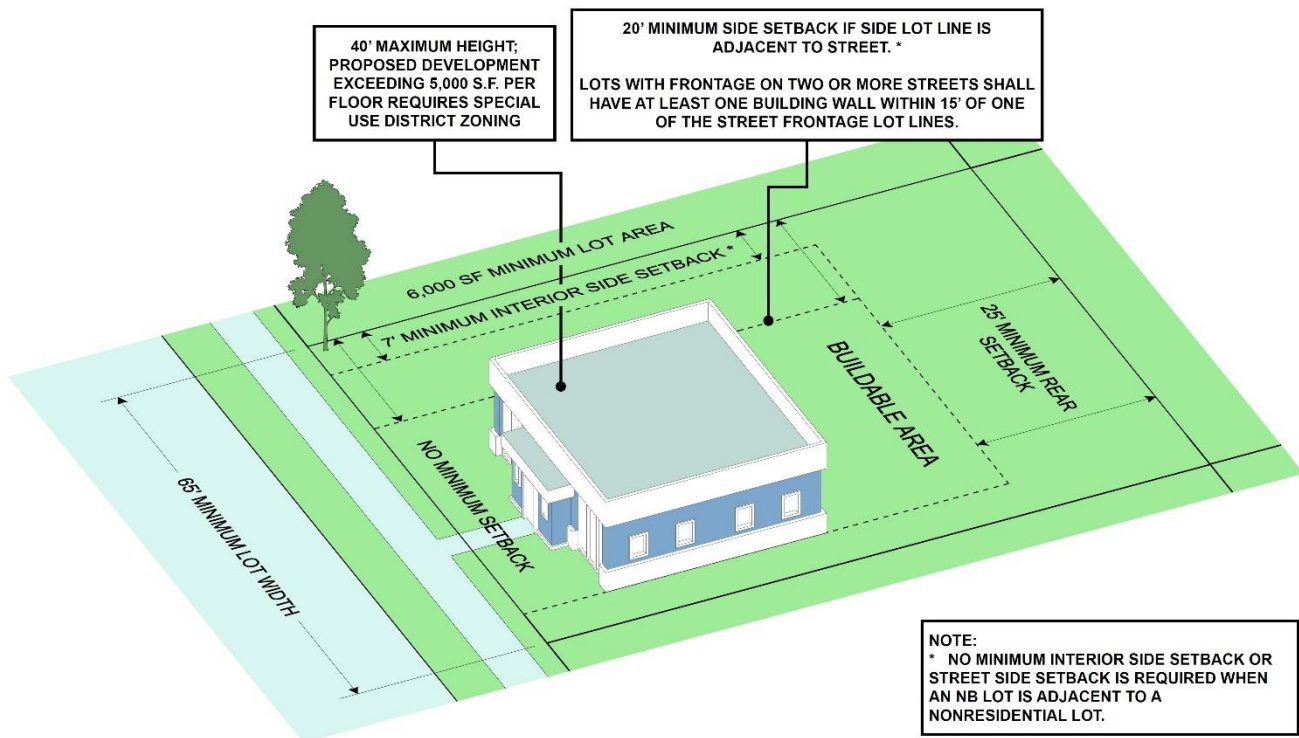 40' MAXIMUM HEIGHT;
PROPOSED DEVELOPMENT
EXCEEDING 5,000 S.F. PER
FLOOR REQUIRES SPECIAL
USE DISTRICT ZONING
20' MINIMUM SIDE SETBACK IF SIDE LOT LINE IS
ADJACENT TO STREET. *
LOTS WITH FRONTAGE ON TWO OR MORE STREETS SHALL
HAVE AT LEAST ONE BUILDING WALL WITHIN 15' OF ONE
OF THE STREET FRONTAGE LOT LINES.
6,000 SF MINIMUM LOT AREA
7' MINIMUM INTERIOR SIDE SETBACK *
25' MINIMUM REAR
SETBACK
BUILDABLE AREA
NO MINIMUM SETBACK
65' MINIMUM LOT WIDTH
NOTE:
* NO MINIMUM INTERIOR SIDE SETBACK OR
STREET SIDE SETBACK IS REQUIRED WHEN
AN NB LOT IS ADJACENT TO A
NONRESIDENTIAL LOT.